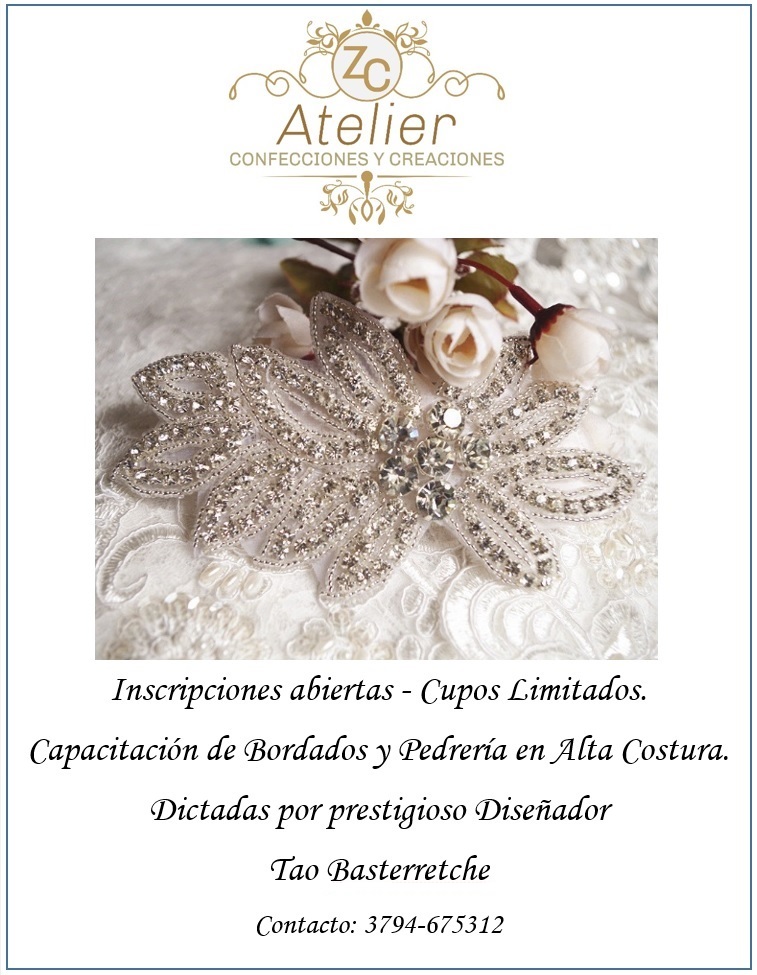 ZC
Atelier
CONFECCIONES Y CREACIONES
Inscripciones abiertas - Cupos Limitados.
Capacitación de Bordados y Pedrería en Alta Costura.
Dictadas por prestigioso Diseñador
Tao Basterretche
Contacto: 3794-675312